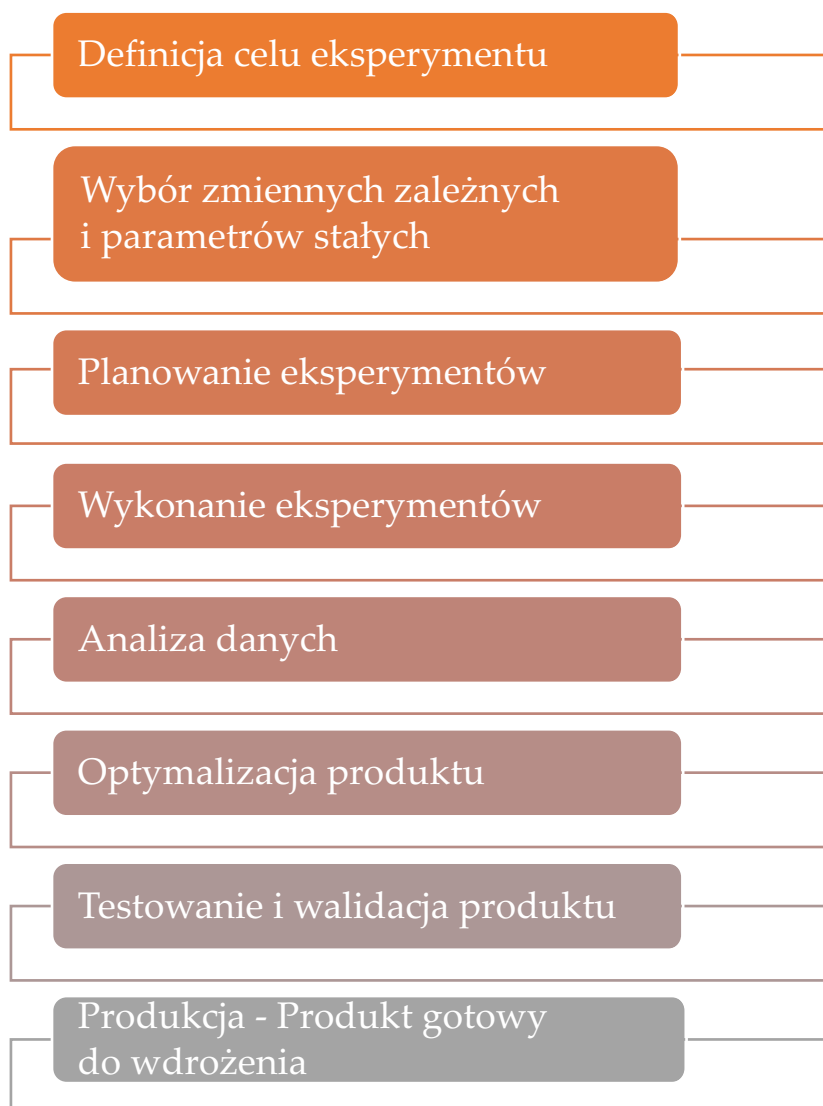 Definicja celu eksperymentu
Wybór zmiennych zależnych
i parametrów stałych
Planowanie eksperymentów
Wykonanie eksperymentów
Analiza danych
Optymalizacja produktu
Testowanie i walidacja produktu
Produkcja - Produkt gotowy
do wdrożenia